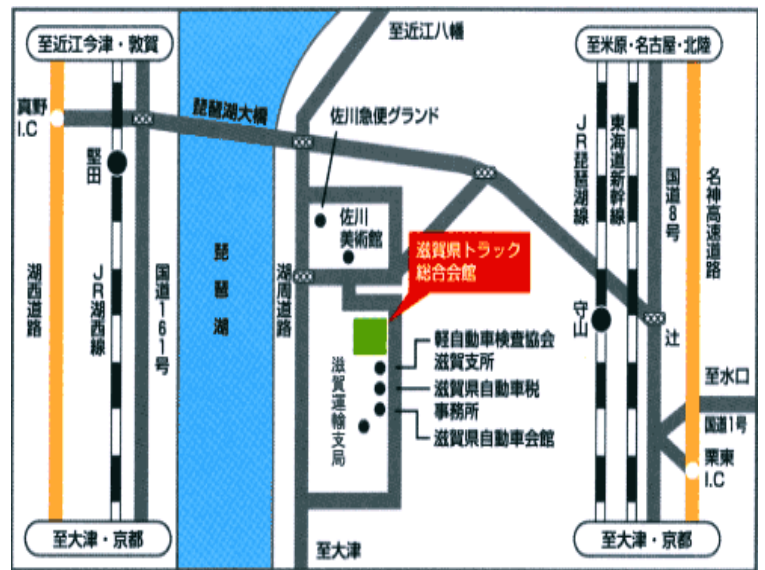 至近江今津・敦賀
至近江八幡
至米原・名古屋・北陸
真野
I.C
琵琶湖大橋
佐川急便グランド
堅田
佐川
美術館
滋賀県トラック
総合会館
琵琶湖
湖周道路
湖西道路
JR湖西線
国道161号
JR琵琶湖線
東海道新幹線
国道8号
名神高速道路
守山
辻
軽自動車検査協会
滋賀支所
滋賀県自動車税
事務所
滋賀県自動車会館
滋賀運輸支局
至水口
国道1号
栗東
I.C
至大津・京都
至大津
至大津・京都